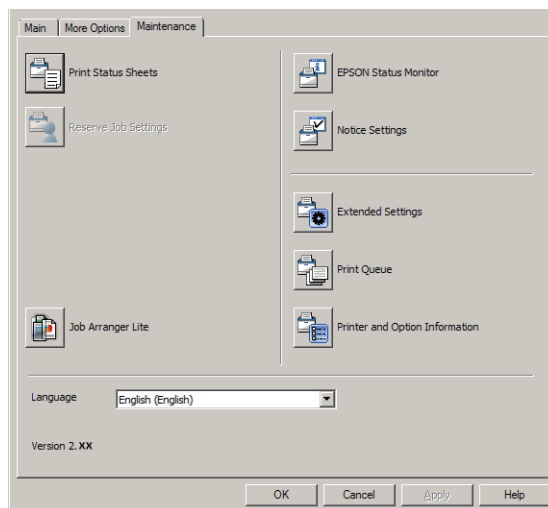 Main More Options Maintenance
Print Status Sheets
EPSON Status Monitor
Reserve Job Settings
Notice Settings
Extended Settings
Print Queue
Job Arranger Lite
Printer and Option Information
Language English (English)
Version 2.XX
OK Cancel Apply Help